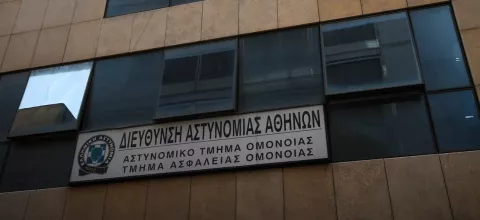 ΔΙΕΥΘΥΝΣΗ ΑΣΤΥΝΟΜΙΑΣ ΑΘΗΝΩΝ
ΑΣΤΥΝΟΜΙΚΟ ΤΜΗΜΑ ΟΜΟΝΟΙΑΣ
ΤΜΗΜΑ ΑΣΦΑΛΕΙΑΣ ΟΜΟΝΟΙΑΣ